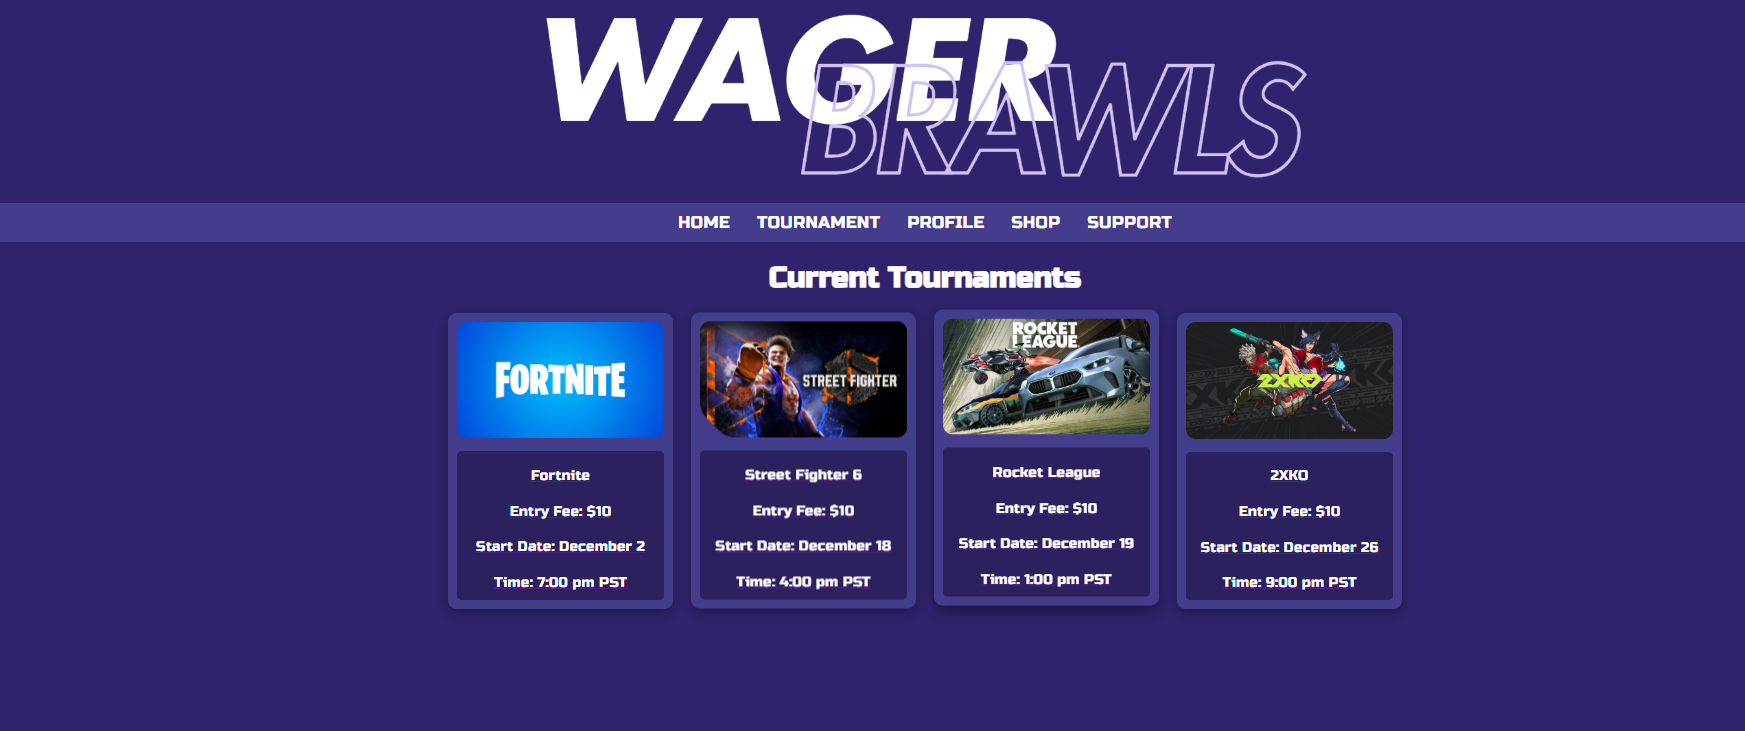 WAGER
BRAWLS
HOME TOURNAMENT PROFILE SHOP SUPPORT
Current Tournaments
FORTNITE
Fortnite
Entry Fee: $10
Start Date: December 2
Time: 7:00 pm PST
STREET FIGHTER
Street Fighter 6
Entry Fee: $10
Start Date: December 18
Time: 4:00 pm PST
ROCKET
LEAGUE
Rocket League
Entry Fee: $10
Start Date: December 19
Time: 1:00 pm PST
2XKO
2XKO
Entry Fee: $10
Start Date: December 26
Time: 9:00 pm PST